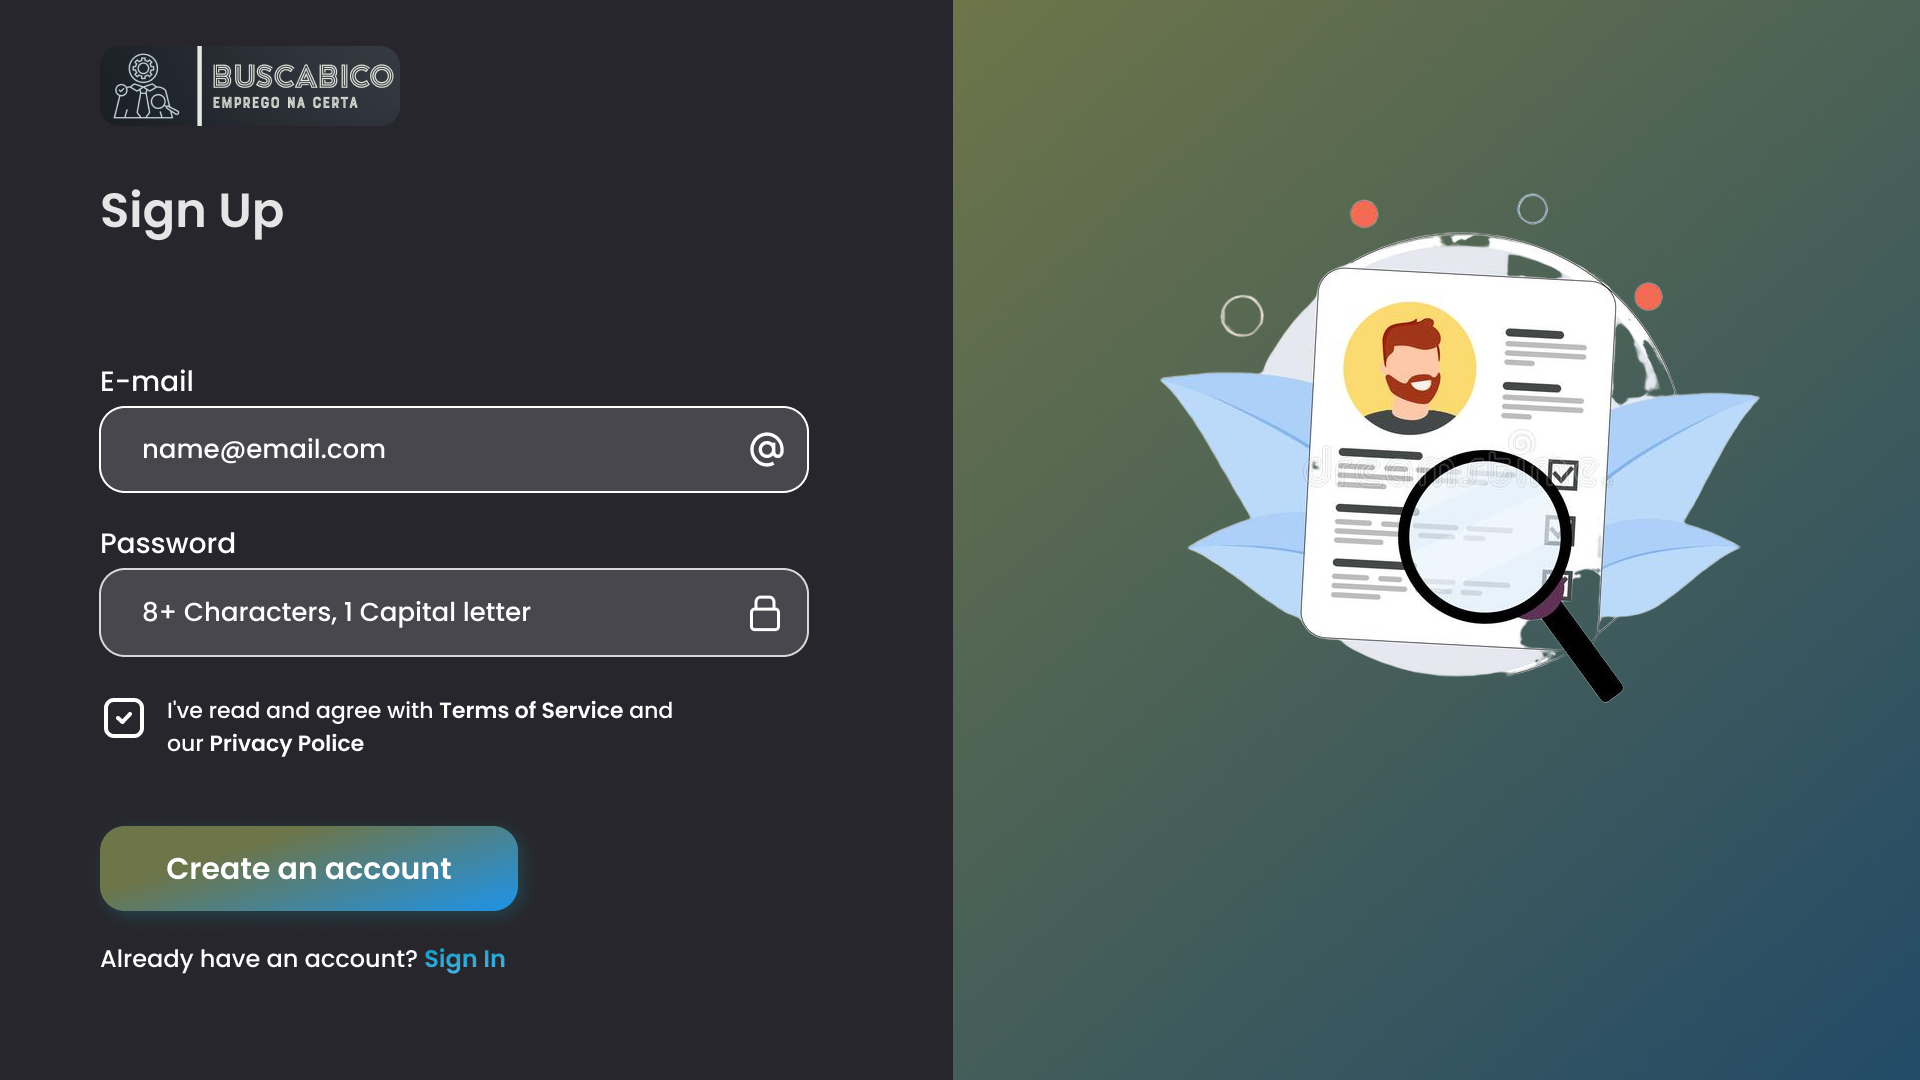 BUSCABICO
EMPREGO NA CERTA
Sign Up
E-mail
name@email.com
Password
8+ Characters, 1 Capital letter
I've read and agree with Terms of Service and
our Privacy Police
Create an account
Already have an account? Sign In
dreamstime.